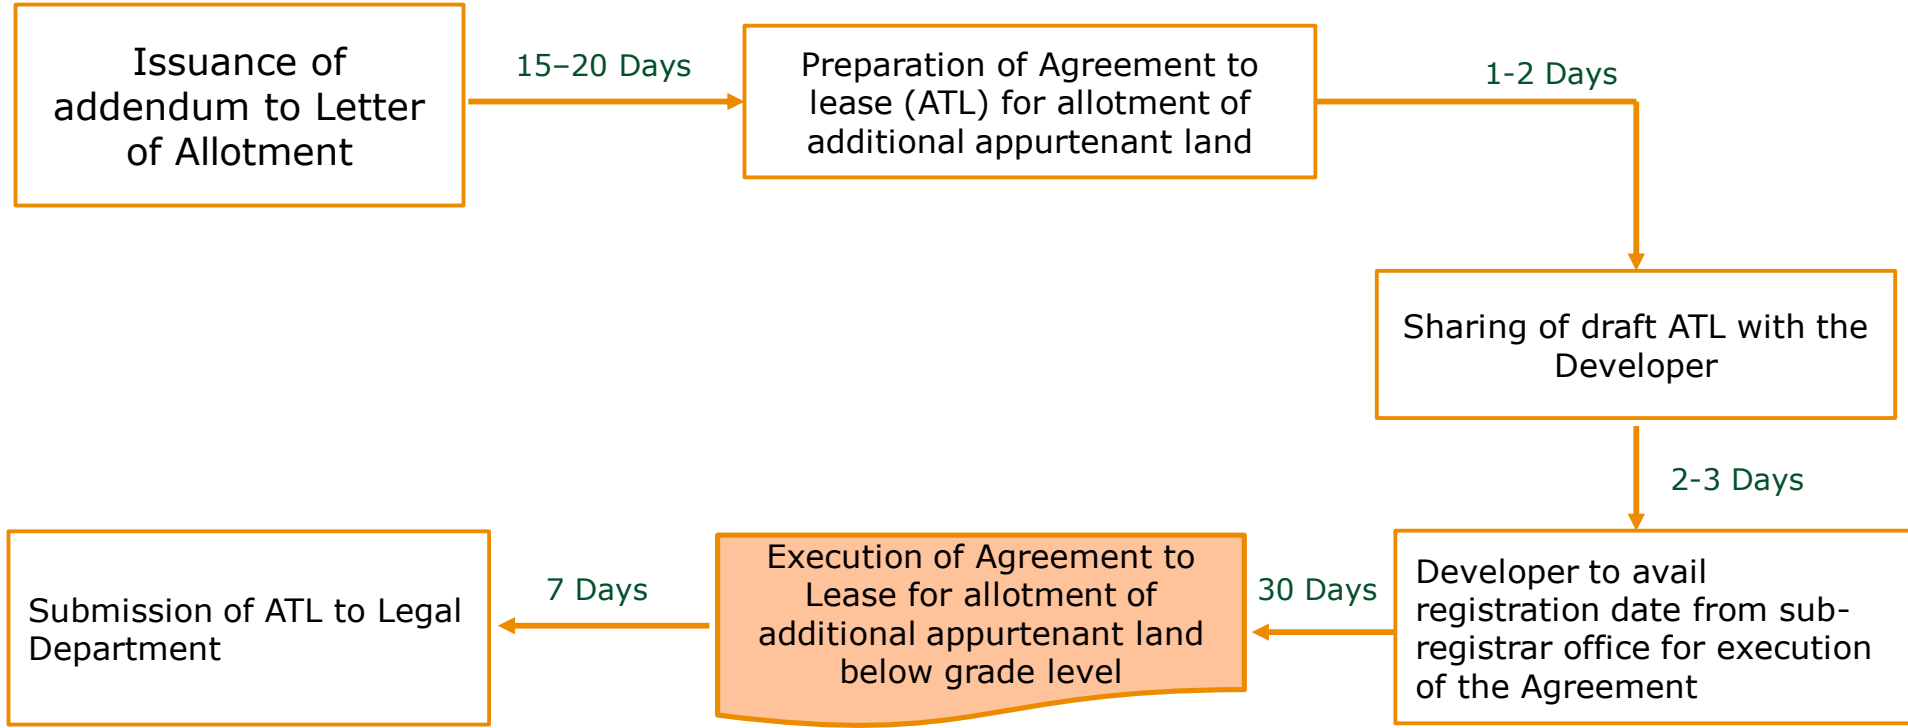 Issuance of
addendum to Letter
of Allotment
15–20 Days
Preparation of Agreement to
lease (ATL) for allotment of
additional appurtenant land
1-2 Days
Sharing of draft ATL with the
Developer
2-3 Days
Developer to avail
registration date from sub-
registrar office for execution
of the Agreement
30 Days
Execution of Agreement to
Lease for allotment of
additional appurtenant land
below grade level
7 Days
Submission of ATL to Legal
Department